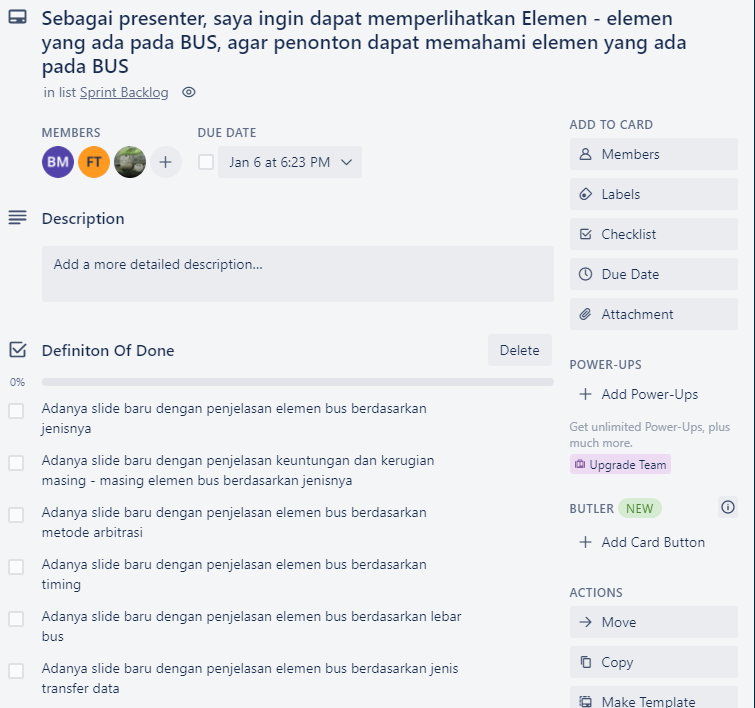 Sebagai presenter, saya ingin dapat memperlihatkan Elemen - elemen
yang ada pada BUS, agar penonton dapat memahami elemen yang ada
pada BUS
in list Sprint Backlog
MEMBERS
BM
FT
DUE DATE
Jan 6 at 6:23 PM
Description
Add a more detailed description...
Definiton Of Done
Delete
0%
Adanya slide baru dengan penjelasan elemen bus berdasarkan
jenisnya
Adanya slide baru dengan penjelasan keuntungan dan kerugian
masing - masing elemen bus berdasarkan jenisnya
Adanya slide baru dengan penjelasan elemen bus berdasarkan
metode arbitrasi
Adanya slide baru dengan penjelasan elemen bus berdasarkan
timing
Adanya slide baru dengan penjelasan elemen bus berdasarkan lebar
bus
Adanya slide baru dengan penjelasan elemen bus berdasarkan jenis
transfer data
ADD TO CARD
Members
Labels
Checklist
Due Date
Attachment
POWER-UPS
Add Power-Ups
Get unlimited Power-Ups, plus
much more.
Upgrade Team
BUTLER NEW
Add Card Button
ACTIONS
Move
Copy
Make Template